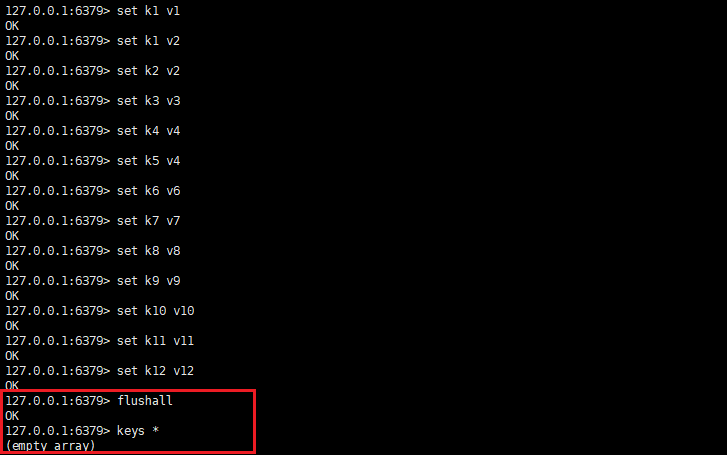 127.0.0.1:6379> set k1 v1
OK
127.0.0.1:6379> set k1 v2
OK
127.0.0.1:6379> set k2 v2
OK
127.0.0.1:6379> set k3 v3
OK
127.0.0.1:6379> set k4 v4
OK
127.0.0.1:6379> set k5 v4
OK
127.0.0.1:6379> set k6 v6
OK
127.0.0.1:6379> set k7 v7
OK
127.0.0.1:6379> set k8 v8
OK
127.0.0.1:6379> set k9 v9
OK
127.0.0.1:6379> set k10 v10
OK
127.0.0.1:6379> set k11 v11
OK
127.0.0.1:6379> set k12 v12
OK
127.0.0.1:6379> flushall
OK
127.0.0.1:6379> keys *
(empty array)